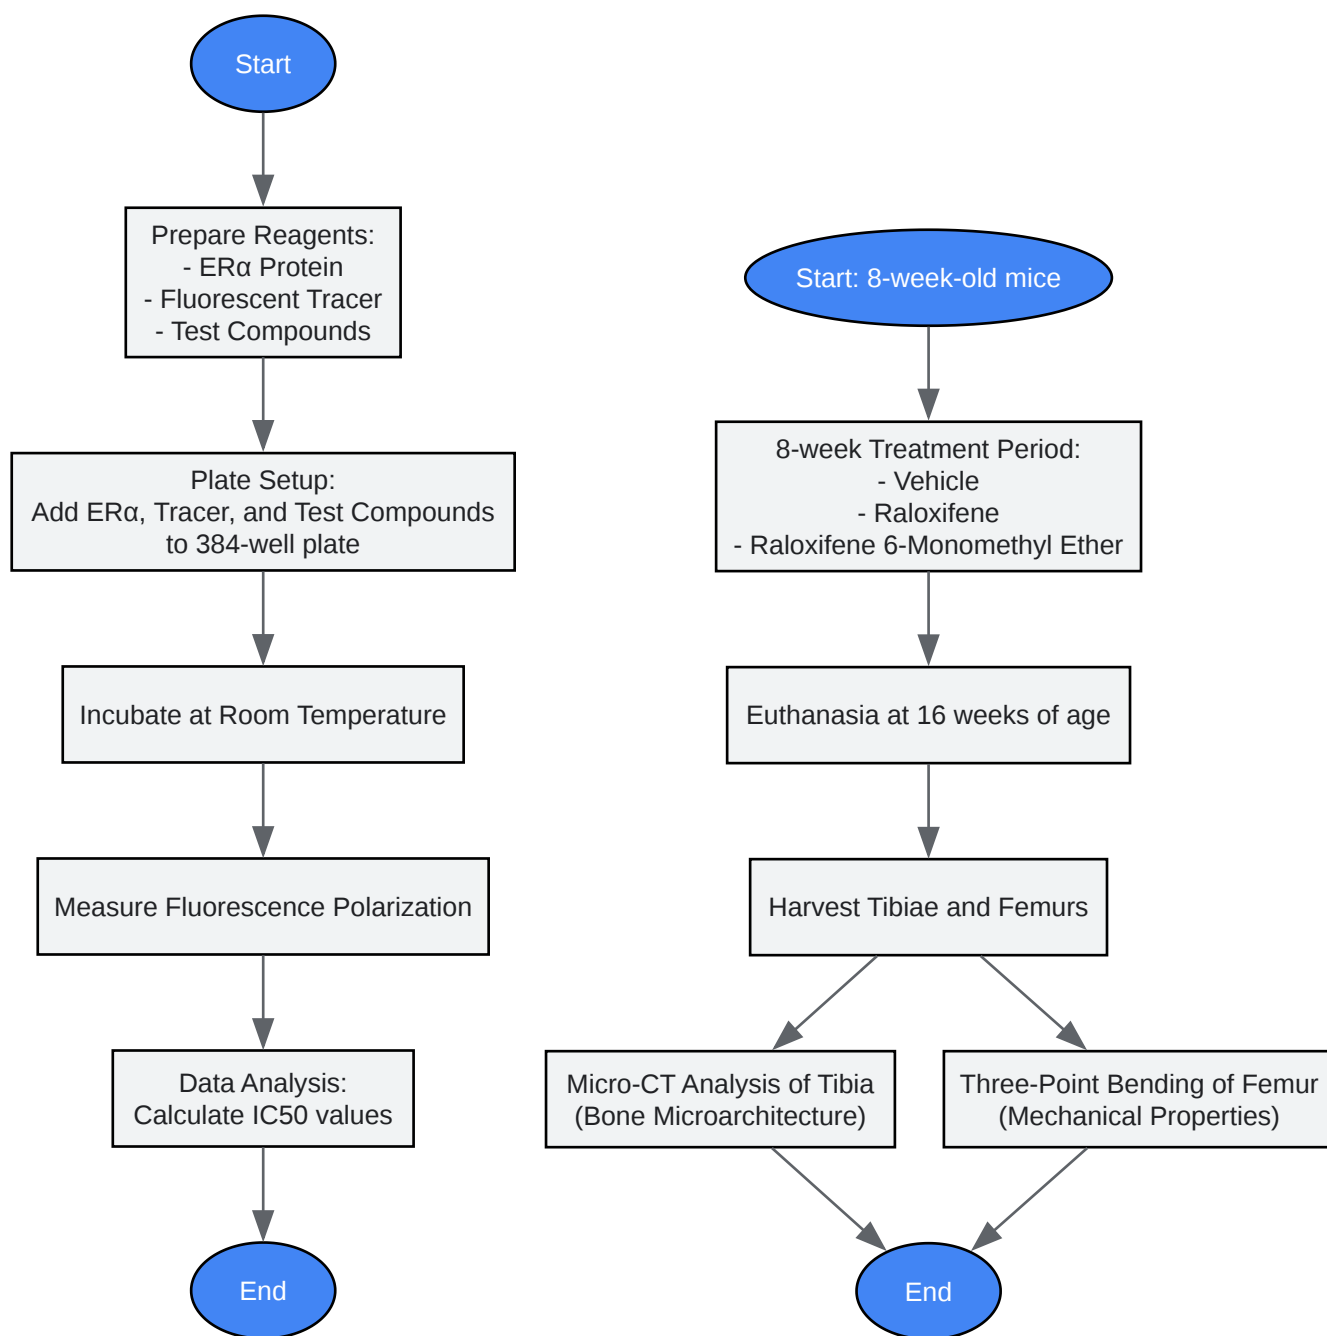 Start
Prepare Reagents:
- ERα Protein
- Fluorescent Tracer
- Test Compounds
Plate Setup:
Add ERα, Tracer, and Test Compounds
to 384-well plate
Incubate at Room Temperature
Measure Fluorescence Polarization
Data Analysis:
Calculate IC50 values
End
Start: 8-week-old mice
8-week Treatment Period:
- Vehicle
- Raloxifene
- Raloxifene 6-Monomethyl Ether
Euthanasia at 16 weeks of age
Harvest Tibiae and Femurs
Micro-CT Analysis of Tibia
(Bone Microarchitecture)
Three-Point Bending of Femur
(Mechanical Properties)
End